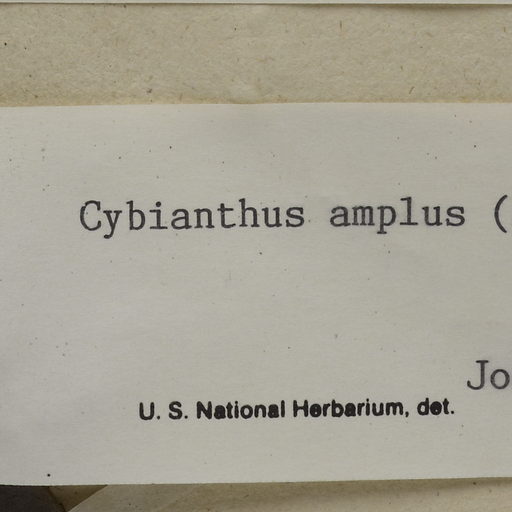 Cybianthus amplus (
Jo
U. S. National Herbarium, det.